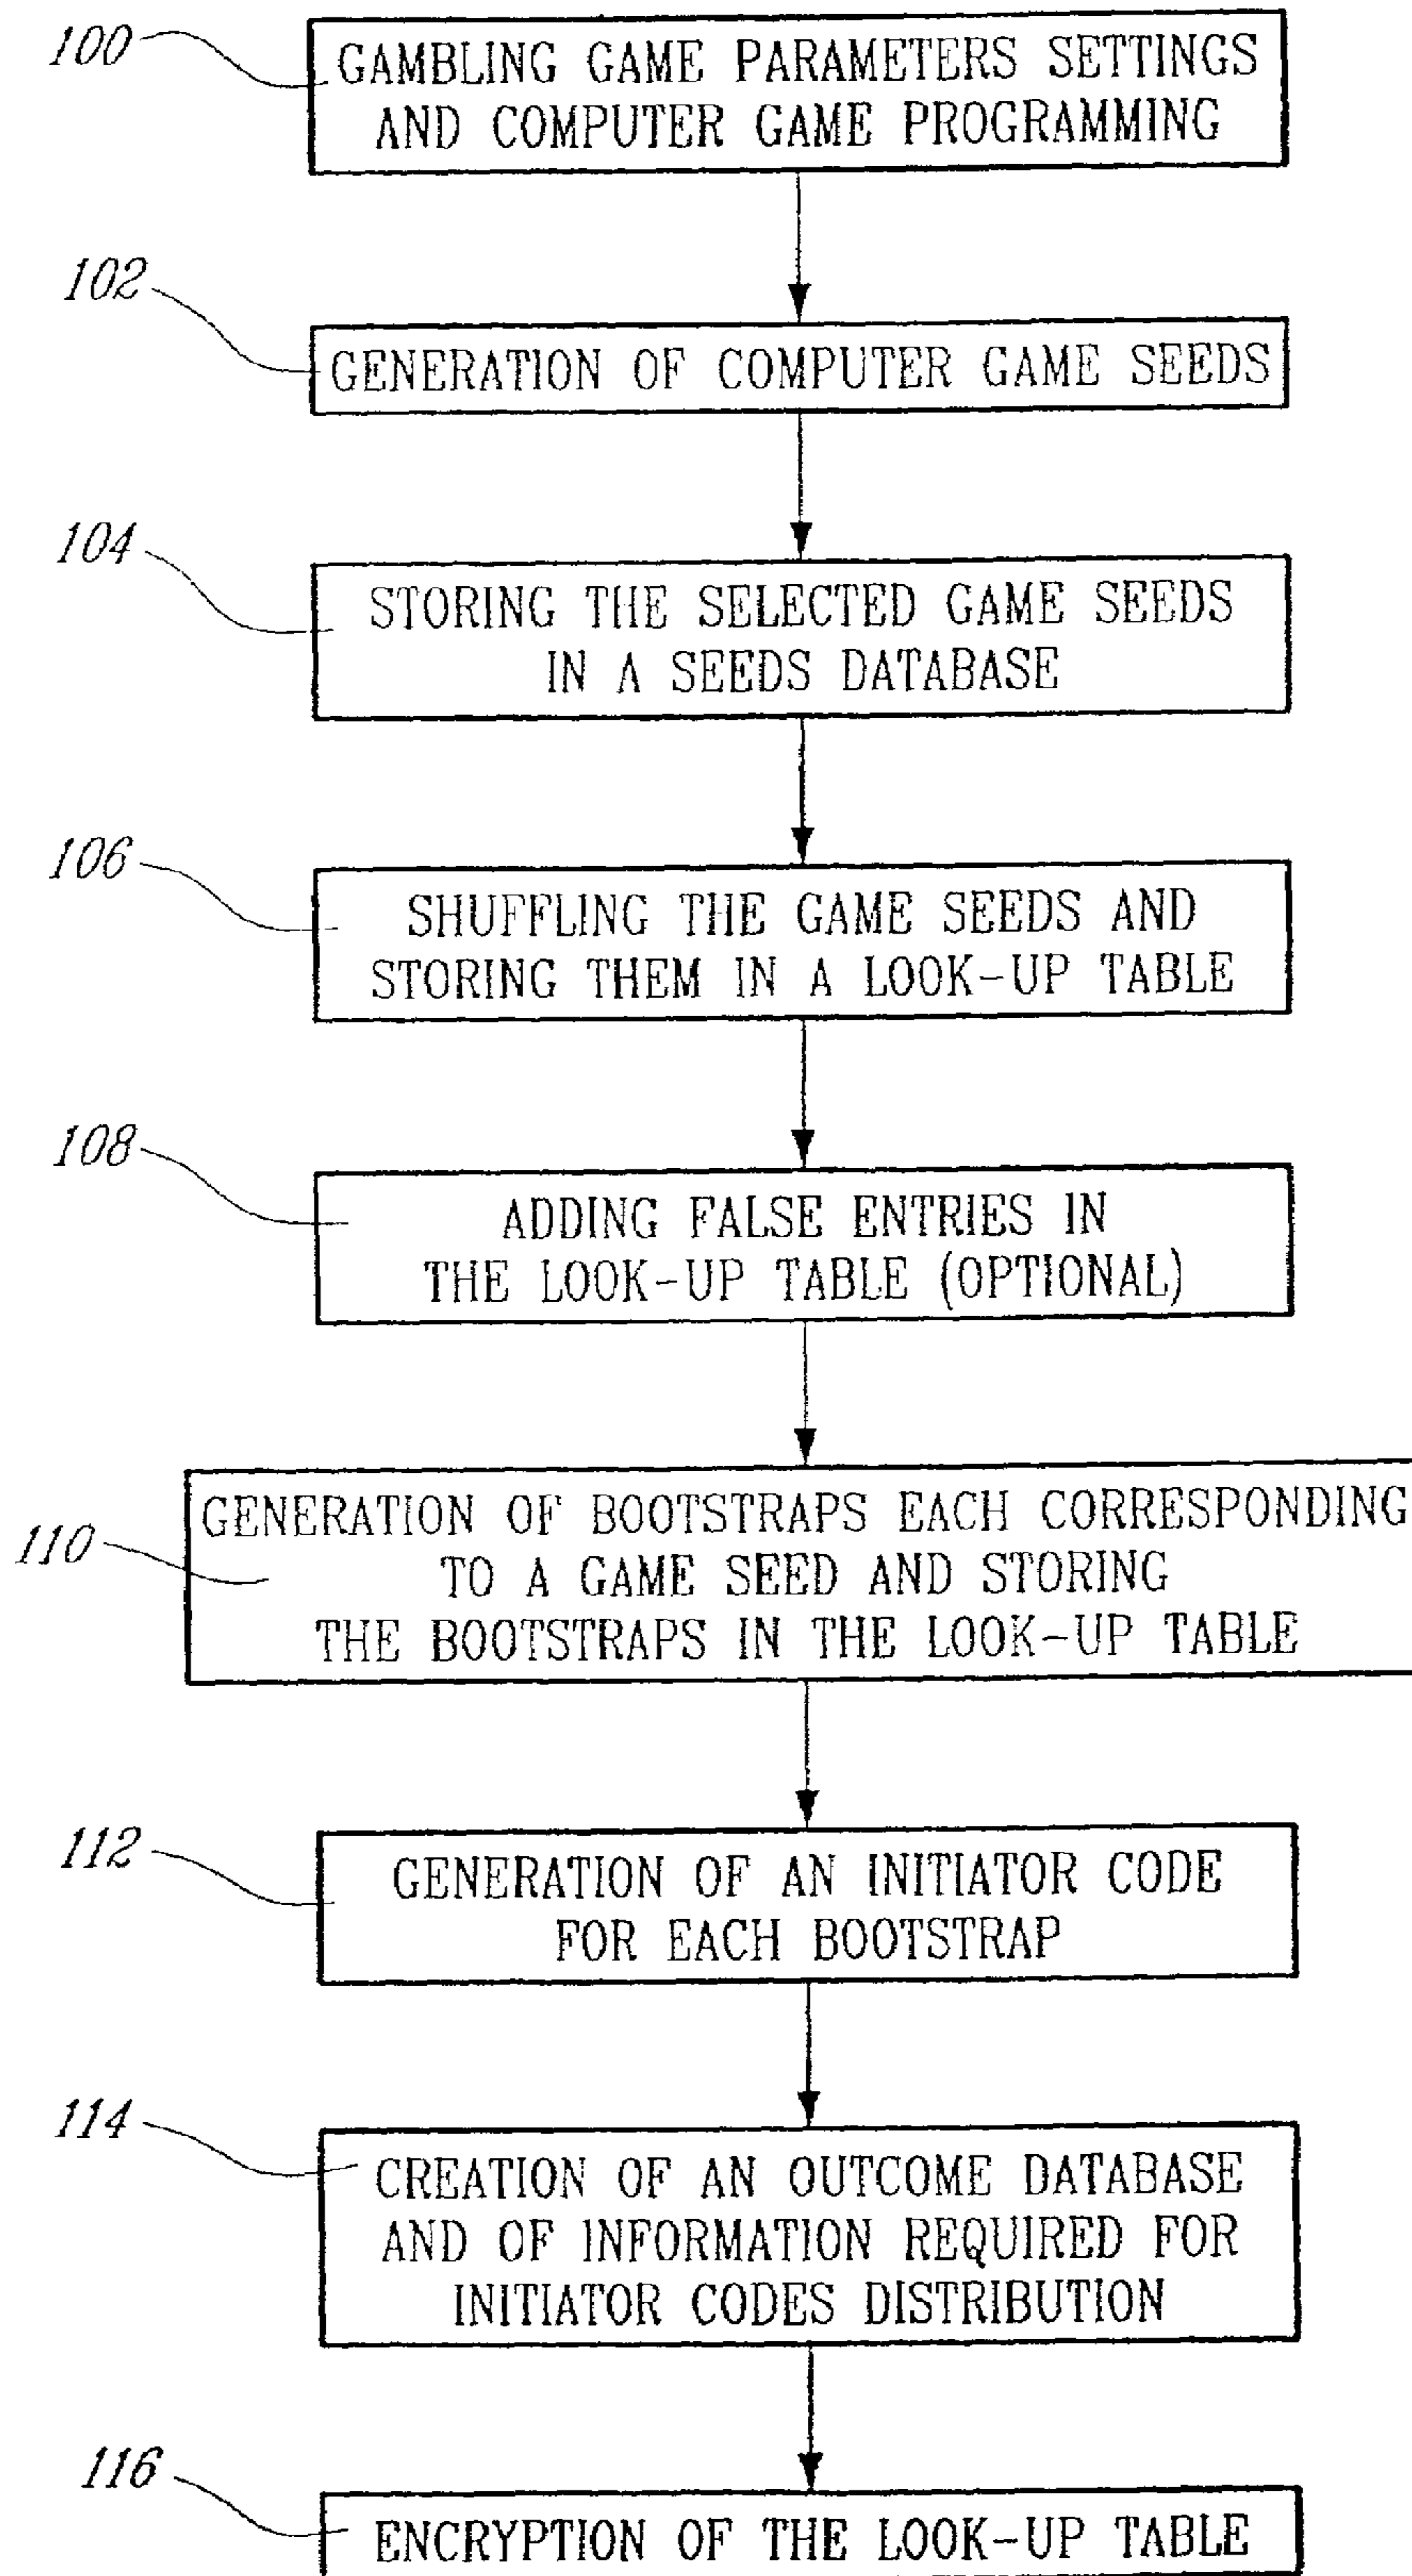 100
GAMBLING GAME PARAMETERS SETTINGS
AND COMPUTER GAME PROGRAMMING
102
GENERATION OF COMPUTER GAME SEEDS
104
STORING THE SELECTED GAME SEEDS
IN A SEEDS DATABASE
106
SHUFFLING THE GAME SEEDS AND
STORING THEM IN A LOOK-UP TABLE
108
ADDING FALSE ENTRIES IN
THE LOOK-UP TABLE (OPTIONAL)
110
GENERATION OF BOOTSTRAPS EACH CORRESPONDING
TO A GAME SEED AND STORING
THE BOOTSTRAPS IN THE LOOK-UP TABLE
112
GENERATION OF AN INITIATOR CODE
FOR EACH BOOTSTRAP
114
CREATION OF AN OUTCOME DATABASE
AND OF INFORMATION REQUIRED FOR
INITIATOR CODES DISTRIBUTION
116
ENCRYPTION OF THE LOOK-UP TABLE